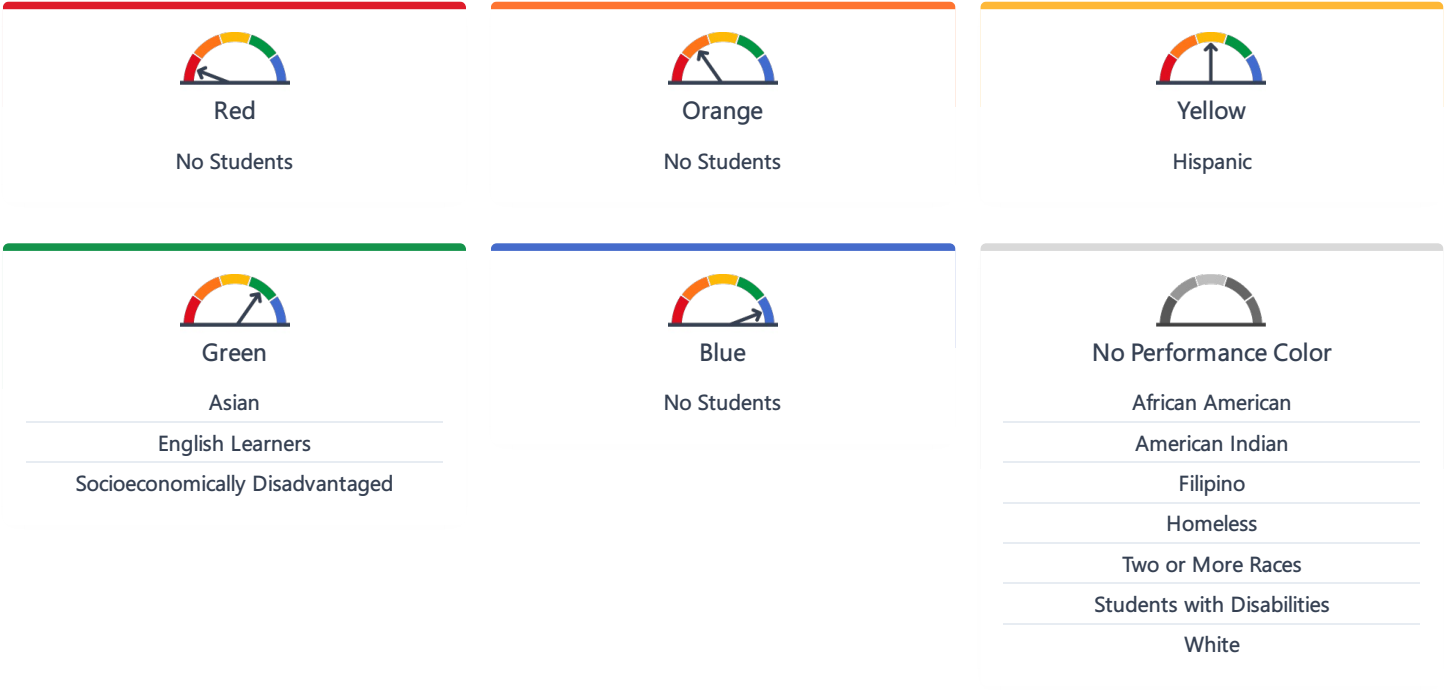 Red
No Students
Orange
No Students
Yellow
Hispanic
Green
Asian
English Learners
Socioeconomically Disadvantaged
Blue
No Students
No Performance Color
African American
American Indian
Filipino
Homeless
Two or More Races
Students with Disabilities
White